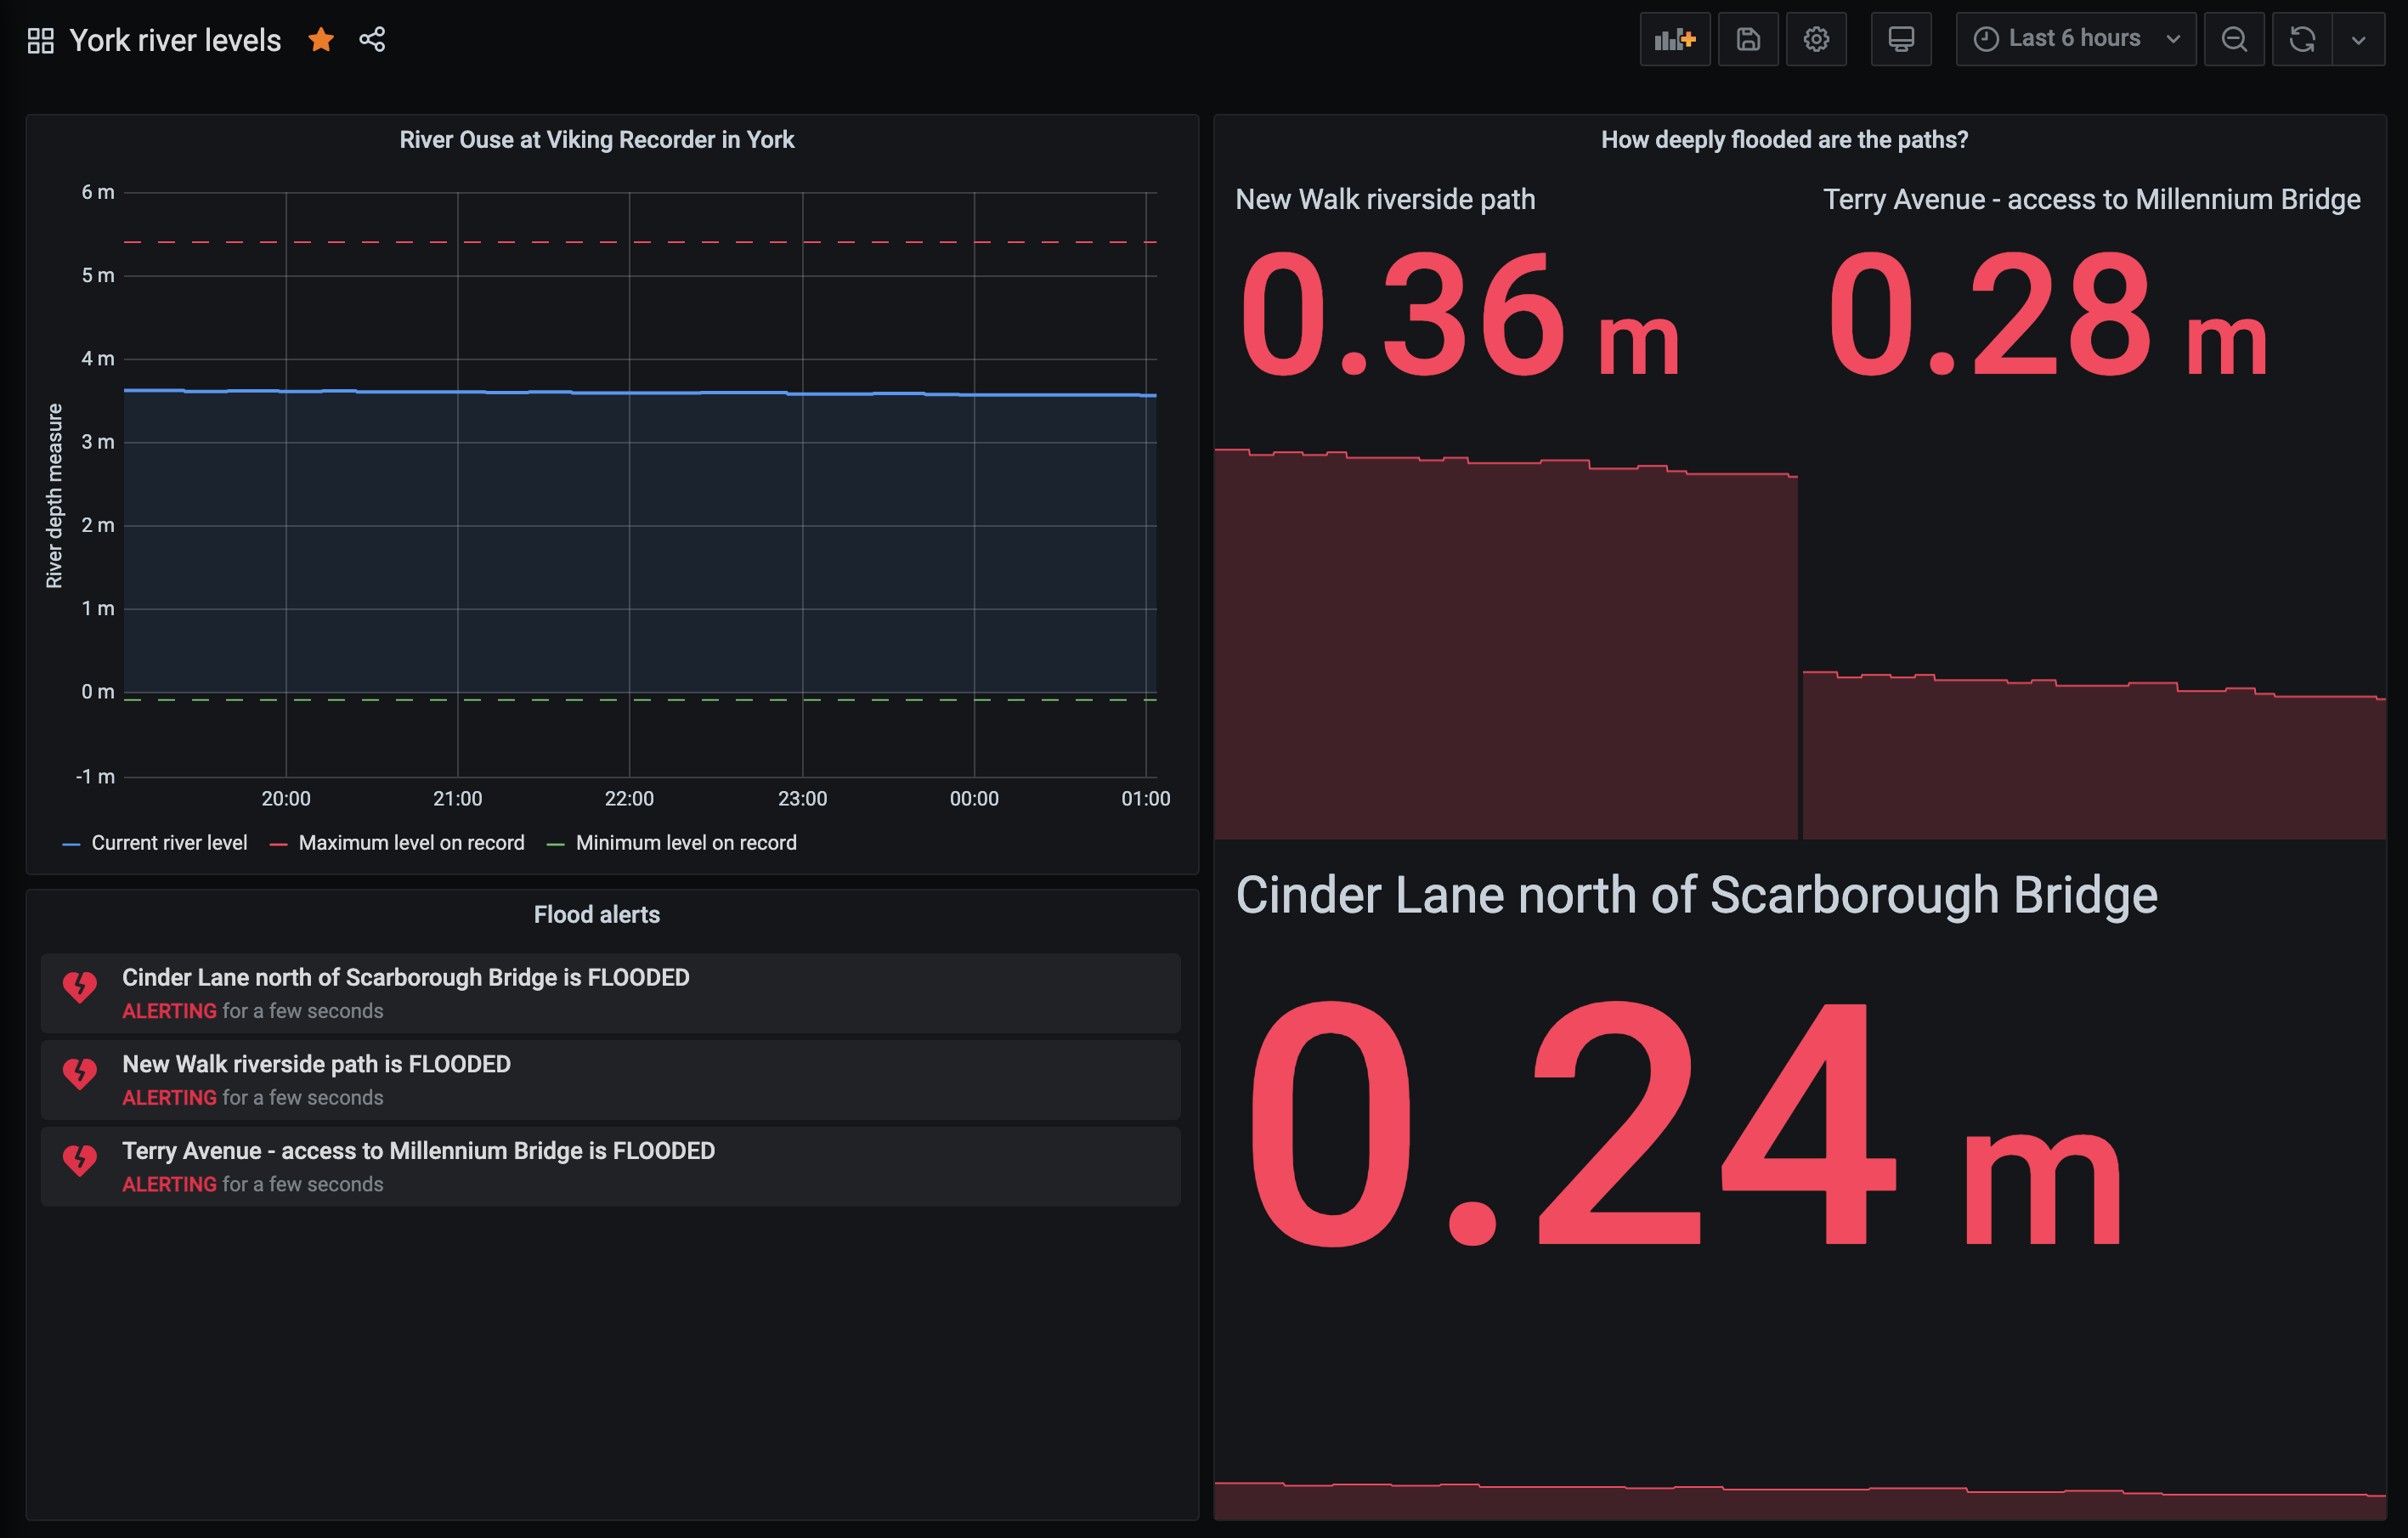 York river levels
Last 6 hours
River Ouse at Viking Recorder in York
6 m
5 m
4 m
3 m
2 m
1 m
0 m
-1 m
River depth measure
20:00 21:00 22:00 23:00 00:00 01:00
Current river level Maximum level on record Minimum level on record
Flood alerts
Cinder Lane north of Scarborough Bridge is FLOODED
ALERTING for a few seconds
New Walk riverside path is FLOODED
ALERTING for a few seconds
Terry Avenue - access to Millennium Bridge is FLOODED
ALERTING for a few seconds
How deeply flooded are the paths?
New Walk riverside path
0.36 m
Terry Avenue - access to Millennium Bridge
0.28 m
Cinder Lane north of Scarborough Bridge
0.24 m